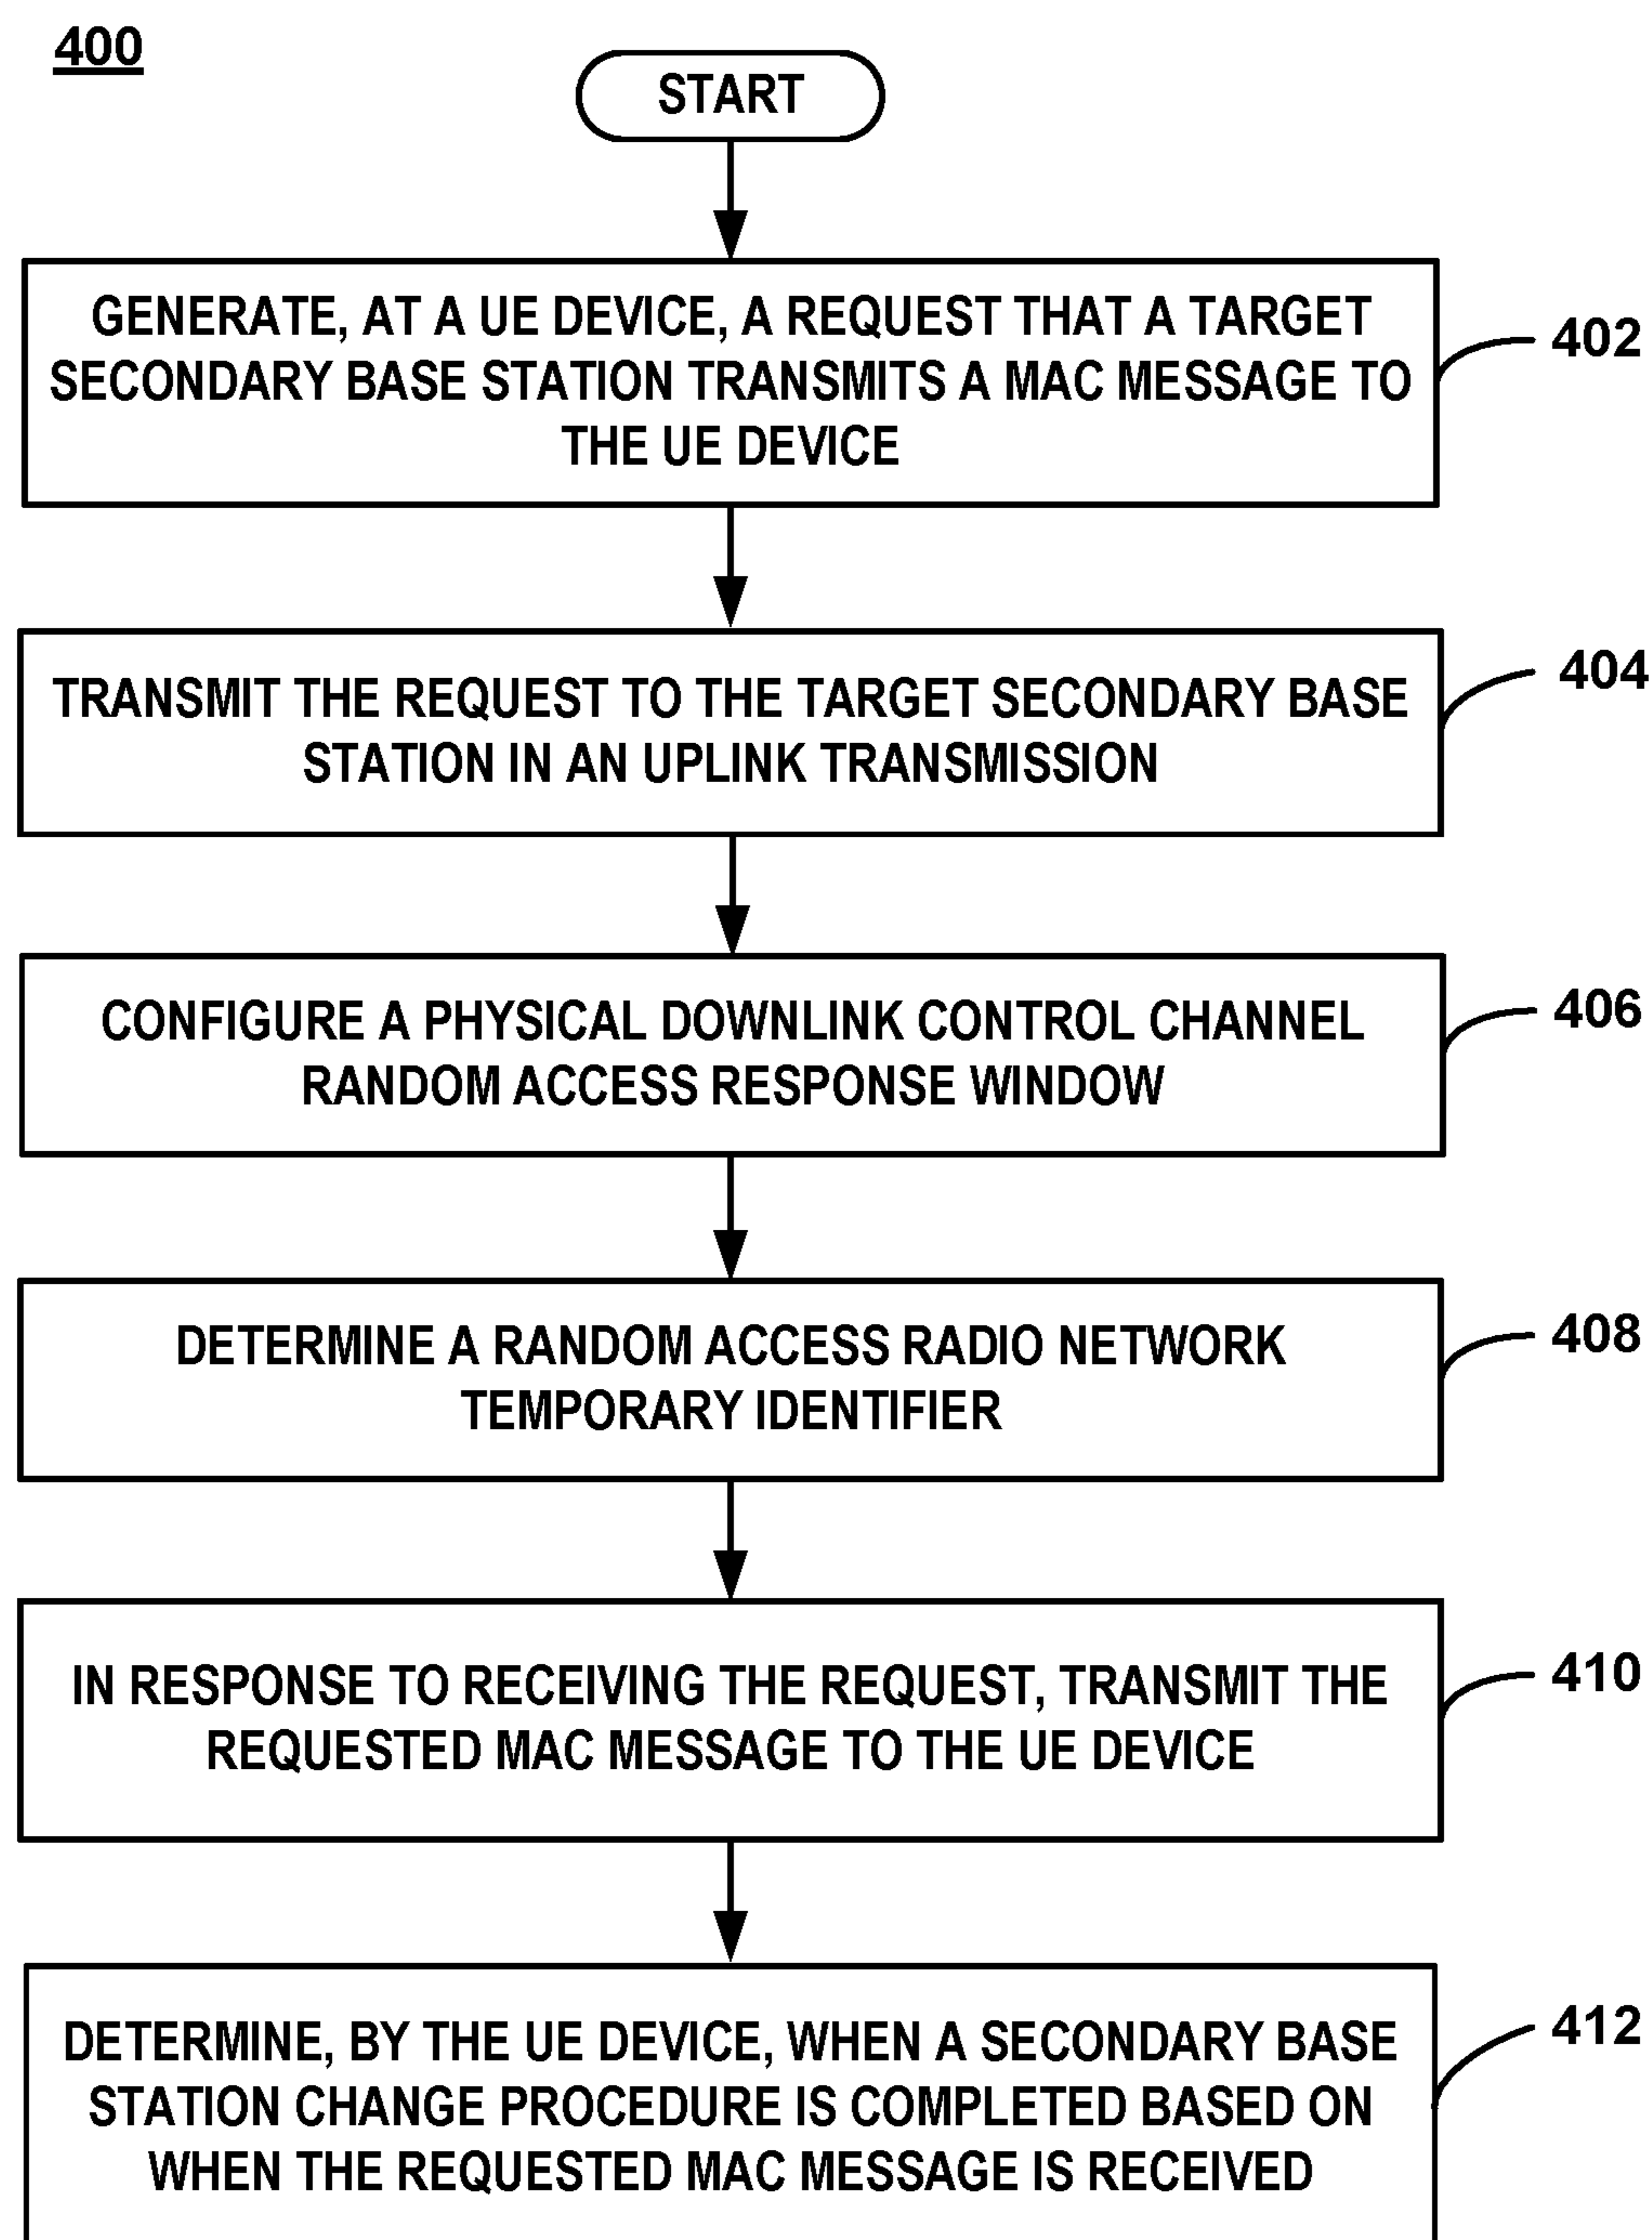 400
START
GENERATE, AT A UE DEVICE, A REQUEST THAT A TARGET
SECONDARY BASE STATION TRANSMITS A MAC MESSAGE TO
THE UE DEVICE
402
TRANSMIT THE REQUEST TO THE TARGET SECONDARY BASE
STATION IN AN UPLINK TRANSMISSION
404
CONFIGURE A PHYSICAL DOWNLINK CONTROL CHANNEL
RANDOM ACCESS RESPONSE WINDOW
406
DETERMINE A RANDOM ACCESS RADIO NETWORK
TEMPORARY IDENTIFIER
408
IN RESPONSE TO RECEIVING THE REQUEST, TRANSMIT THE
REQUESTED MAC MESSAGE TO THE UE DEVICE
410
DETERMINE, BY THE UE DEVICE, WHEN A SECONDARY BASE
STATION CHANGE PROCEDURE IS COMPLETED BASED ON
WHEN THE REQUESTED MAC MESSAGE IS RECEIVED
412